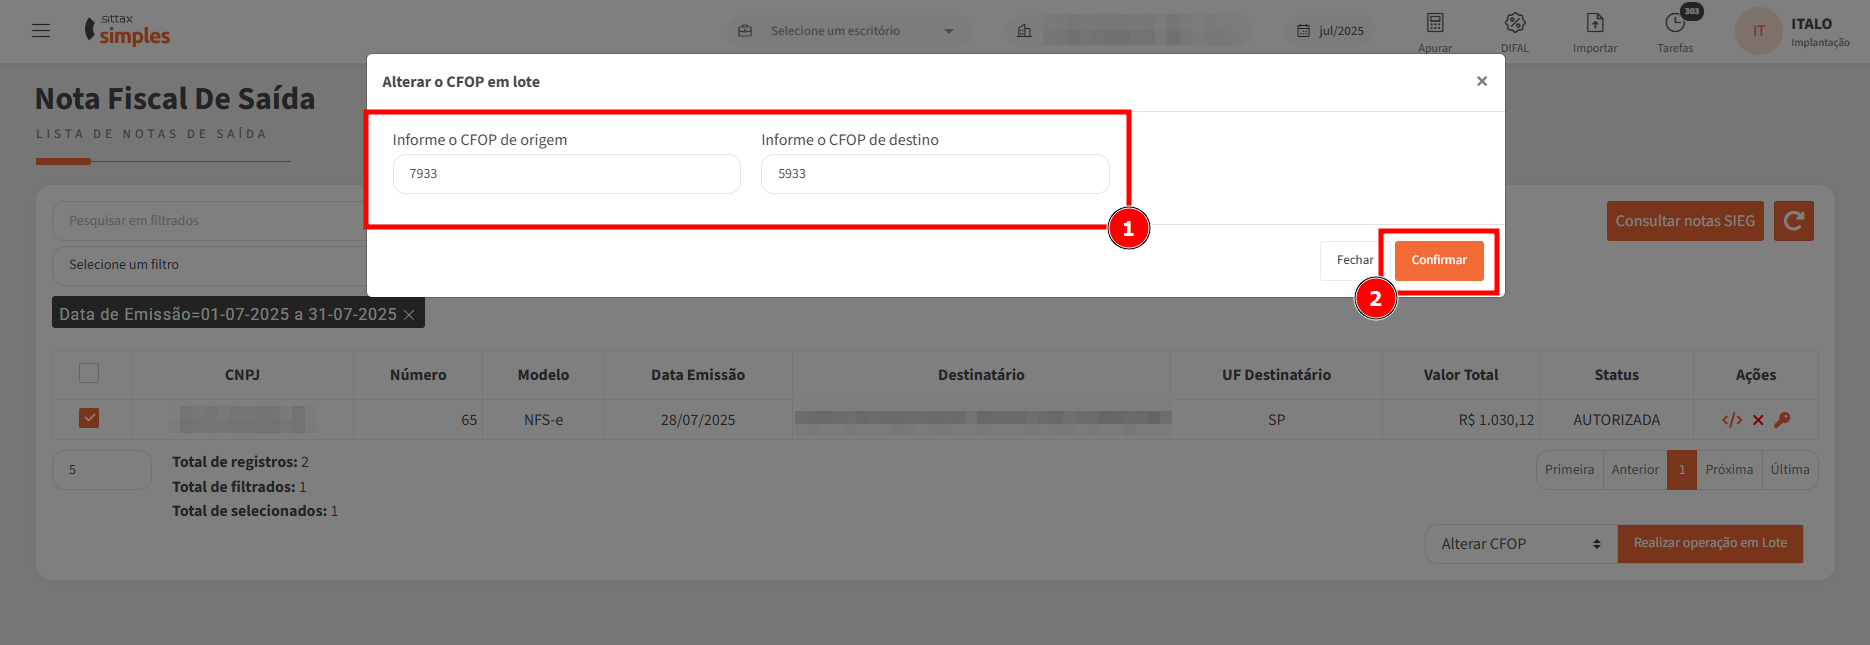 sittax
simples
Selecione um escritório
jul/2025
Apurar
DIFAL
Importar
303
Tarefas
IT
ITALO
Implantação
Nota Fiscal De Saída
LISTA DE NOTAS DE SAÍDA
Alterar o CFOP em lote
×
Informe o CFOP de origem
Informe o CFOP de destino
7933
5933
1
Fechar
Confirmar
2
Pesquisar em filtrados
Selecione um filtro
Consultar notas SIEG
Data de Emissão=01-07-2025 a 31-07-2025 ×
CNPJ Número Modelo Data Emissão Destinatário UF Destinatário Valor Total Status Ações
65 NFS-e 28/07/2025 SP R$ 1.030,12 AUTORIZADA
5
Total de registros: 2
Total de filtrados: 1
Total de selecionados: 1
Primeira Anterior 1 Próxima Última
Alterar CFOP
Realizar operação em Lote